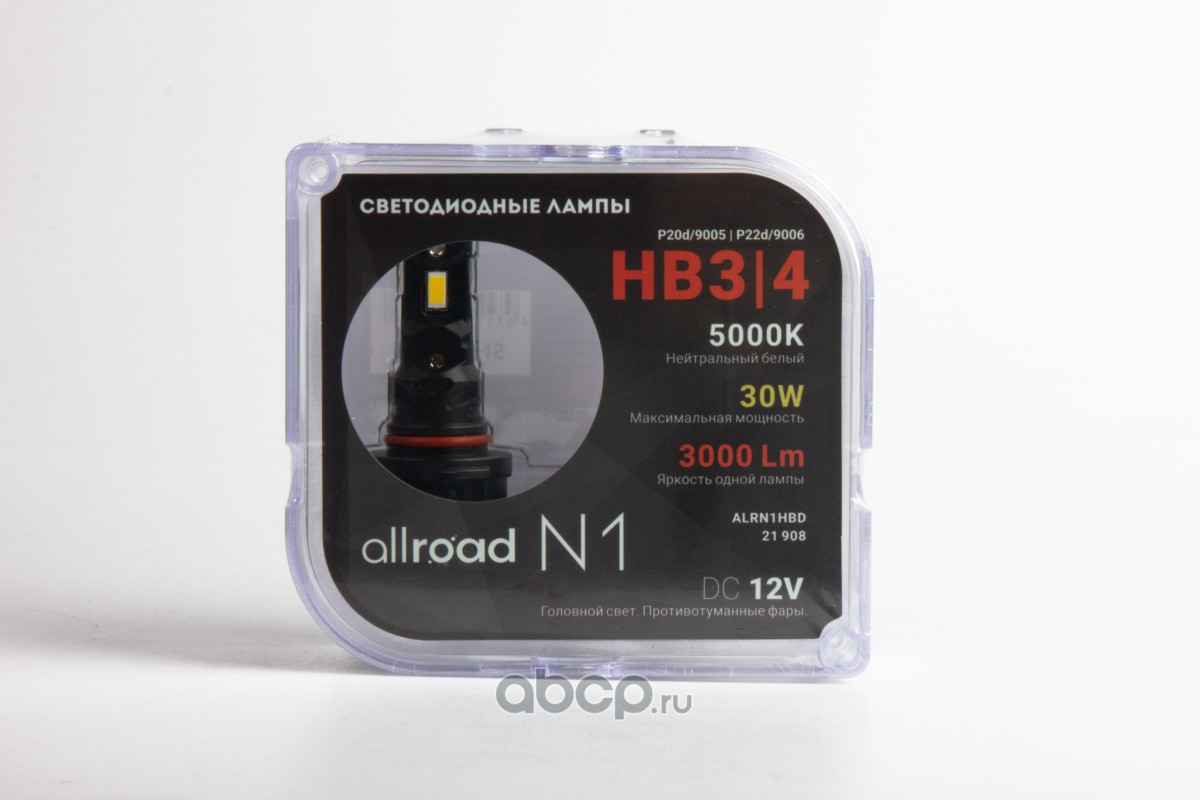 СВЕТОДИОДНЫЕ ЛАМПЫ
P20d/9005 | P22d/9006
HB3|4
5000K
Нейтральный белый
30W
Максимальная мощность
3000 Lm
Яркость одной лампы
allroad N1
ALRN1HBD
21 908
DC 12V
Головной свет. Противотуманные фары.
abcp.ru